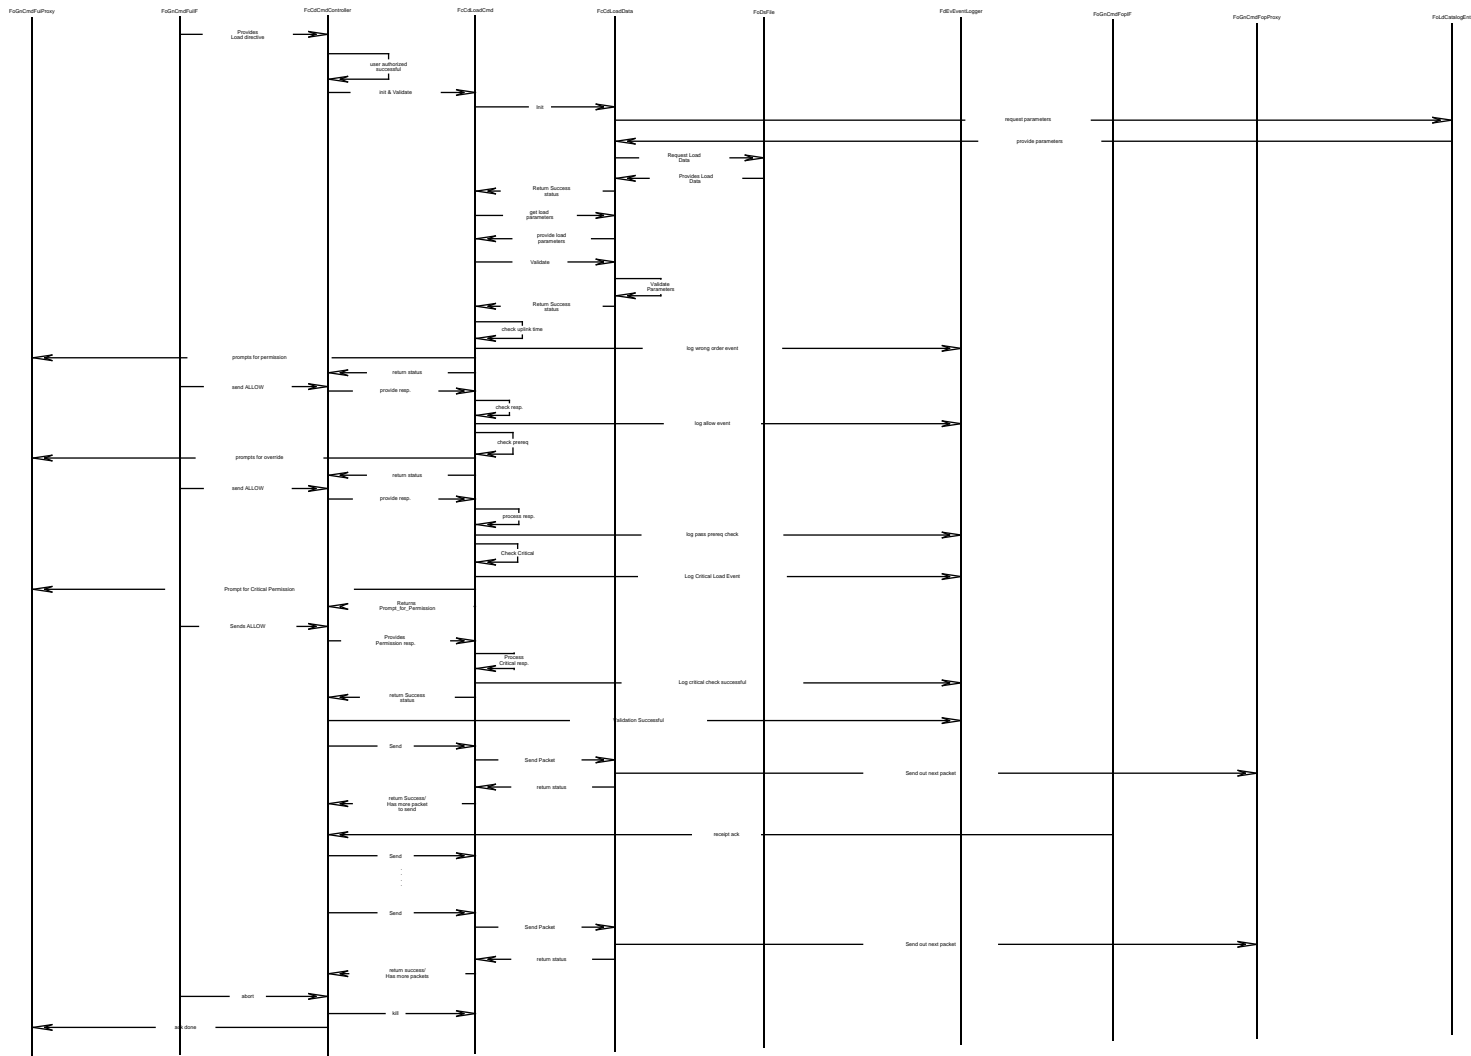 FoGnCmdFuiProxy
FoGnCmdFuiIF
FcCdCmdController
FcCdLoadCmd
FcCdLoadData
FoDsFile
FdEvEventLogger
FoGnCmdFopIF
FoGnCmdFopProxy
FoLdCatalogEnt
Provides
Load directive
user authorized
successful
init & Validate
Init
request parameters
provide parameters
Request Load
Data
Provides Load
Data
Return Success
status
get load
parameters
provide load
parameters
Validate
Validate
Parameters
Return Success
status
check uplink time
log wrong order event
prompts for permission
return status
send ALLOW
provide resp.
check resp.
log allow event
check prereq
prompts for override
return status
send ALLOW
provide resp.
process resp.
log pass prereq check
Check Critical
Log Critical Load Event
Prompt for Critical Permission
Returns
Prompt_for_Permission
Sends ALLOW
Provides
Permission resp.
Process
Critical resp.
Log critical check successful
return Success
status
Validation Successful
Send
Send Packet
Send out next packet
return status
return Success/
Has more packet
to send
receipt ack
Send
.
.
.
.
Send
Send Packet
Send out next packet
return status
return success/
Has more packets
abort
kill
ack done